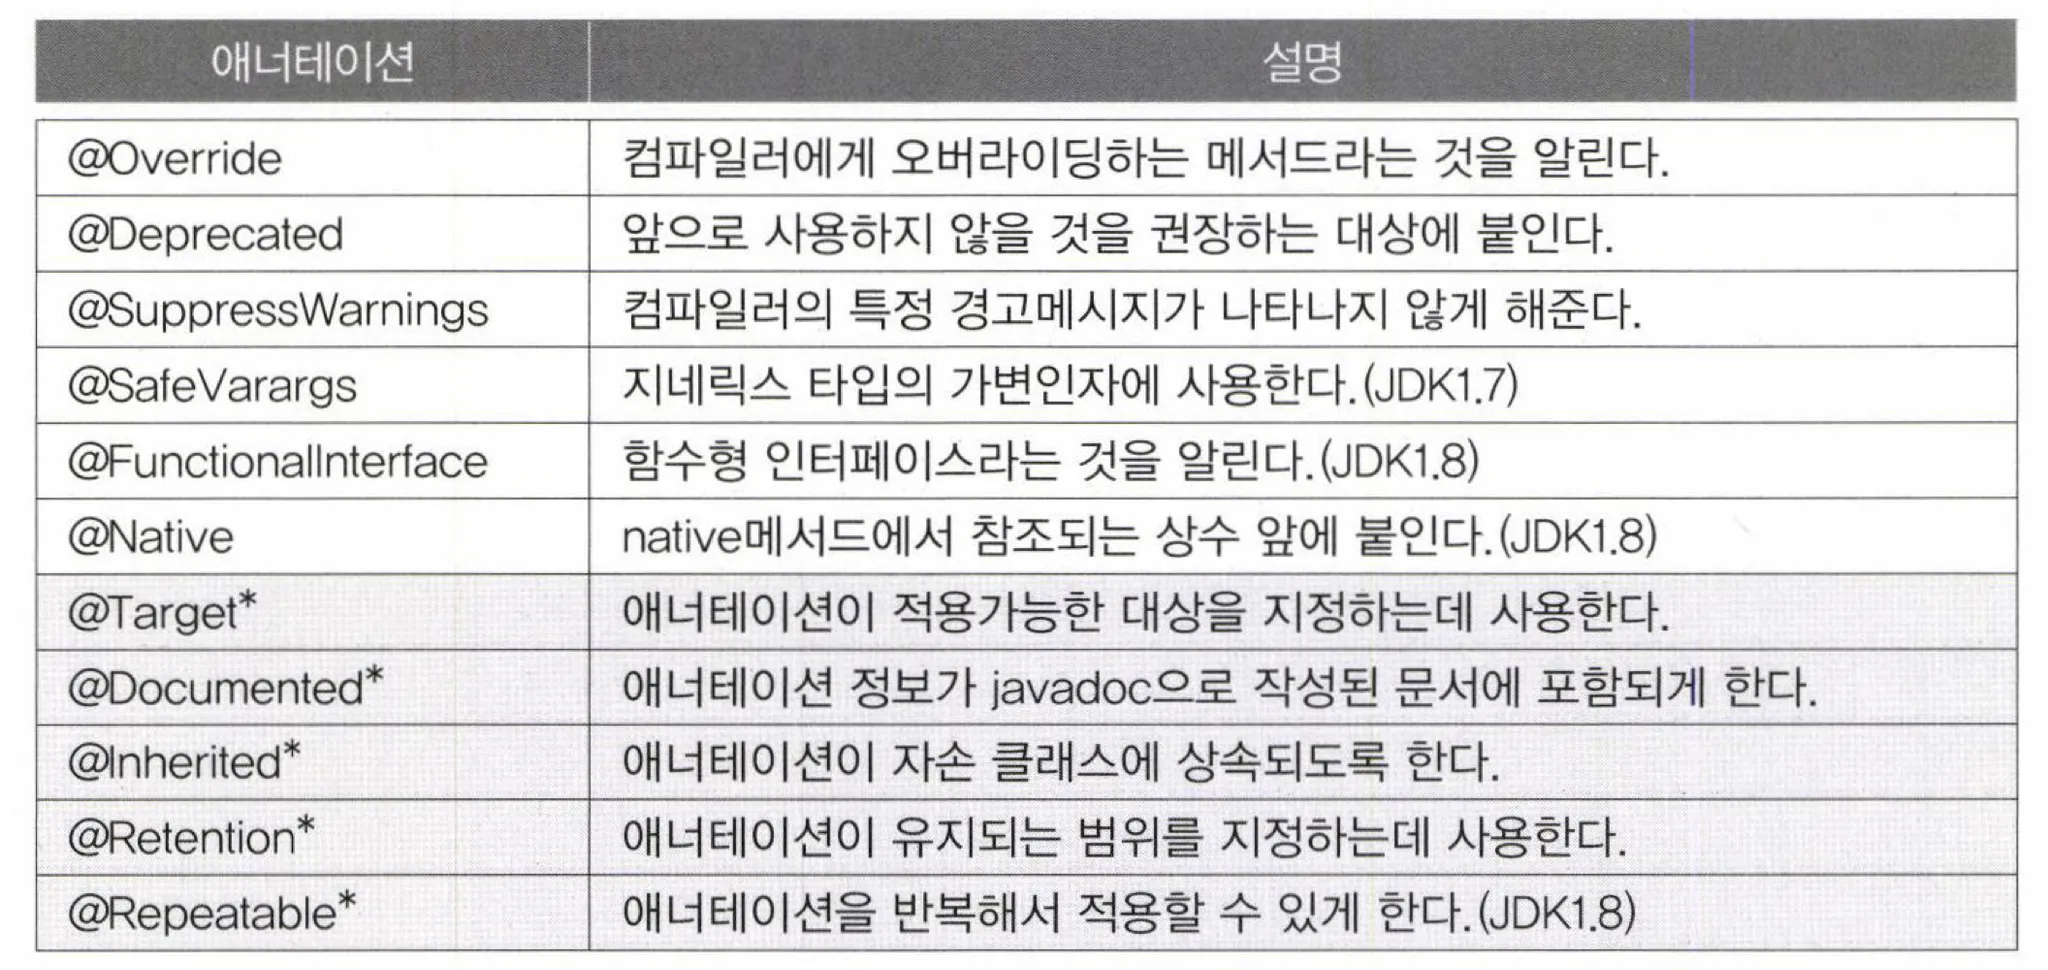 애너테이션 설명
@Override 컴파일러에게 오버라이딩하는 메서드라는 것을 알린다.
@Deprecated 앞으로 사용하지 않을 것을 권장하는 대상에 붙인다.
@SuppressWarnings 컴파일러의 특정 경고메시지가 나타나지 않게 해준다.
@SafeVarargs 지네릭스 타입의 가변인자에 사용한다.(JDK1.7)
@FunctionalInterface 함수형 인터페이스라는 것을 알린다.(JDK1.8)
@Native native메서드에서 참조되는 상수 앞에 붙인다.(JDK1.8)
@Target* 애너테이션이 적용가능한 대상을 지정하는데 사용한다.
@Documented* 애너테이션 정보가 javadoc으로 작성된 문서에 포함되게 한다.
@Inherited* 애너테이션이 자손 클래스에 상속되도록 한다.
@Retention* 애너테이션이 유지되는 범위를 지정하는데 사용한다.
@Repeatable* 애너테이션을 반복해서 적용할 수 있게 한다.(JDK1.8)